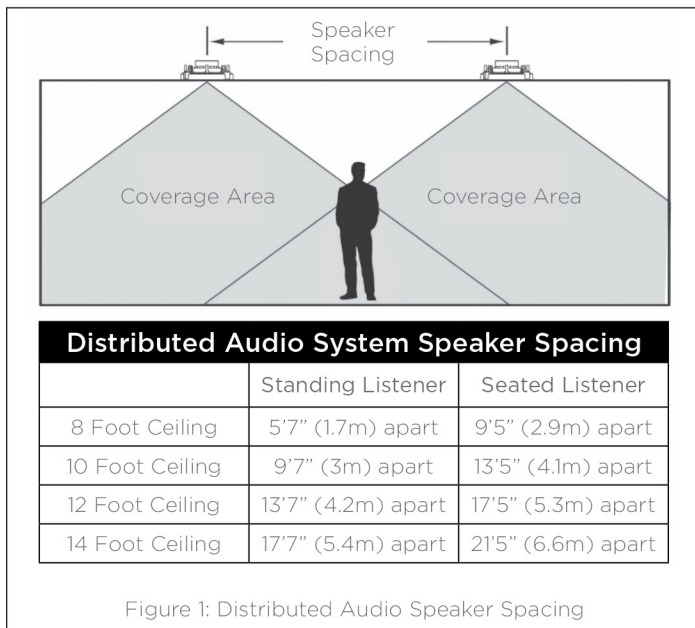 Speaker
Spacing
Coverage Area
Coverage Area
Distributed Audio System Speaker Spacing
Standing Listener Seated Listener
8 Foot Ceiling 5’7” (1.7m) apart 9’5” (2.9m) apart
10 Foot Ceiling 9’7” (3m) apart 13’5” (4.1m) apart
12 Foot Ceiling 13’7” (4.2m) apart 17’5” (5.3m) apart
14 Foot Ceiling 17’7” (5.4m) apart 21’5” (6.6m) apart
Figure 1: Distributed Audio Speaker Spacing